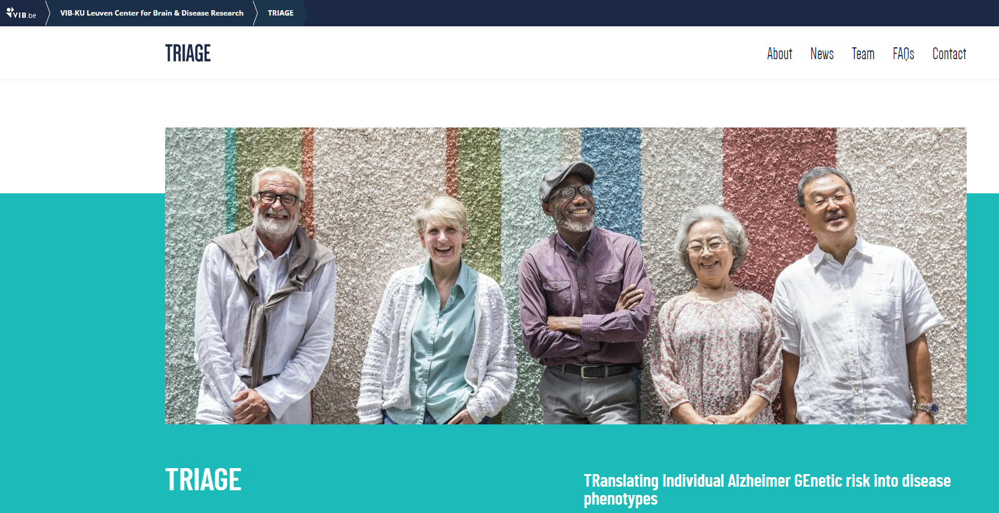 VIB.be
VIB-KU Leuven Center for Brain & Disease Research
TRIAGE
TRIAGE
About
News
Team
FAQs
Contact
TRIAGE
TRanslating Individual Alzheimer GEnetic risk into disease
phenotypes